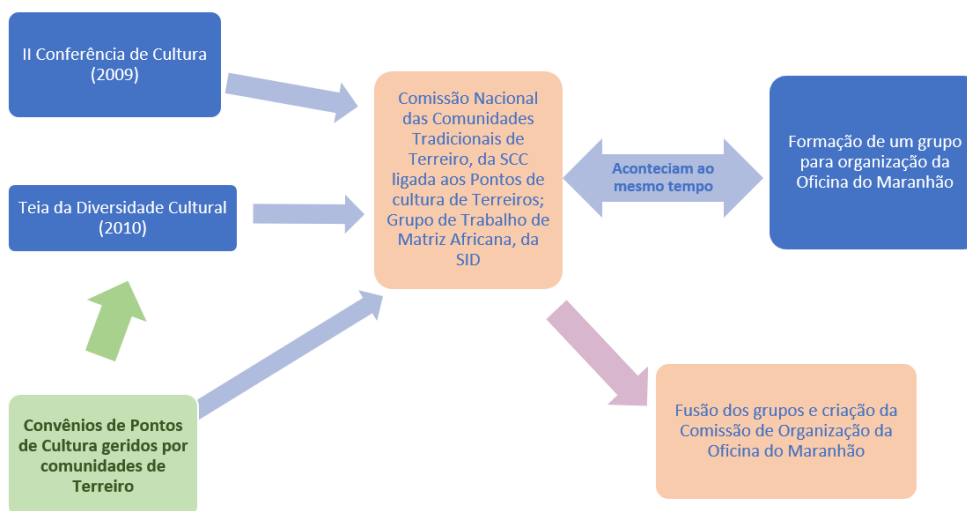 II Conferência de Cultura
(2009)
Teia da Diversidade Cultural
(2010)
Convênios de Pontos
de Cultura geridos por
comunidades de
Terreiro
Comissão Nacional
das Comunidades
Tradicionais de
Terreiro, da SCC
ligada aos Pontos de
cultura de Terreiros;
Grupo de Trabalho de
Matriz Africana, da
SID
Aconteciam ao
mesmo tempo
Formação de um grupo
para organização da
Oficina do Maranhão
Fusão dos grupos e criação da
Comissão de Organização da
Oficina do Maranhão